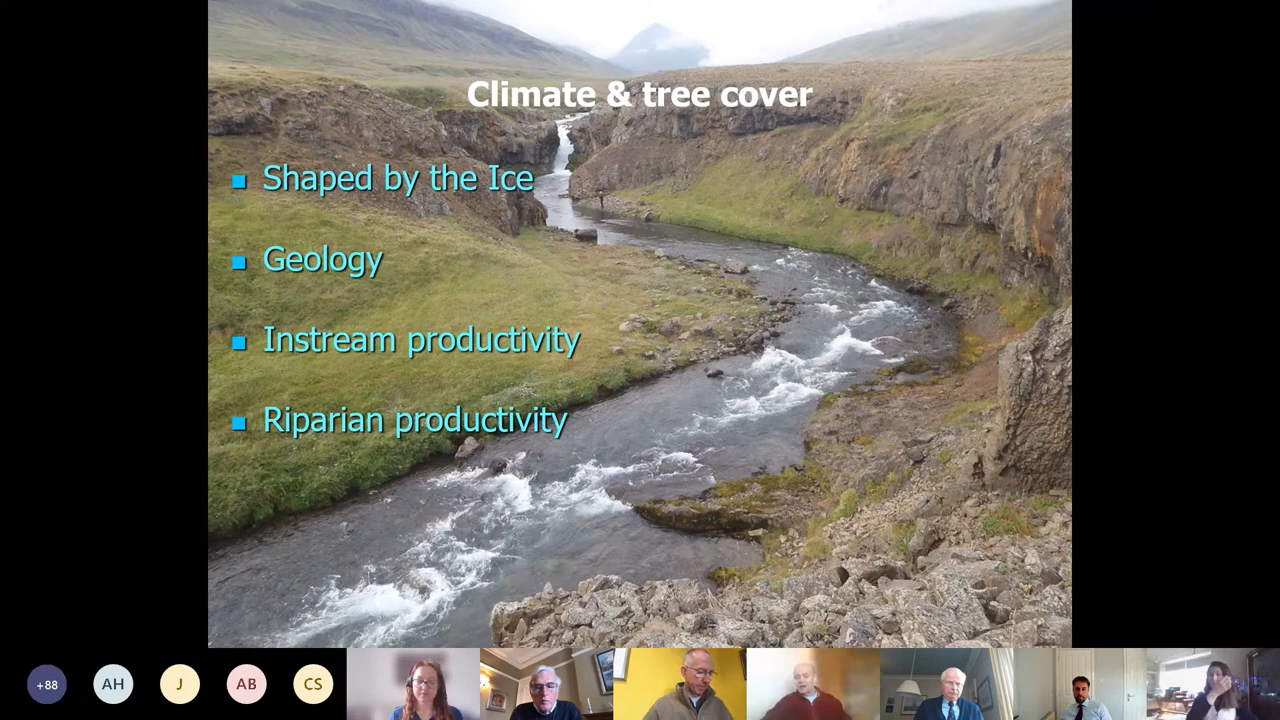 Climate & tree cover
Shaped by the Ice
Geology
Instream productivity
Riparian productivity
+88
AH
J
AB
CS